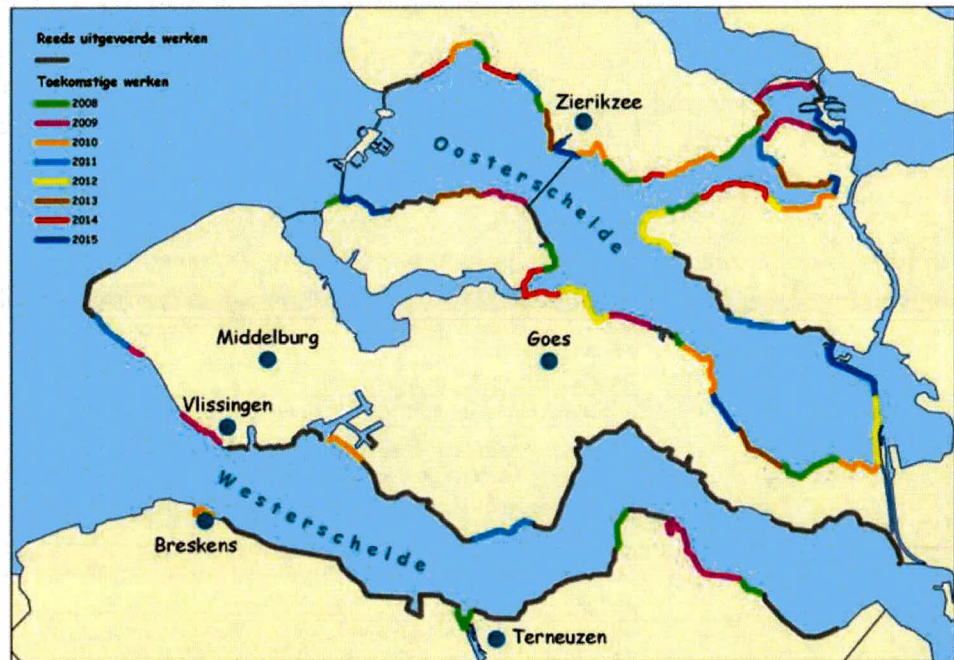 Reeds uitgevoerde werken
Toekomstige werken
2008
2009
2010
2011
2012
2013
2014
2015
Zierikzee
Oosterschelde
Middelburg
Goes
Vlissingen
Westerschelde
Breskens
Terneuzen